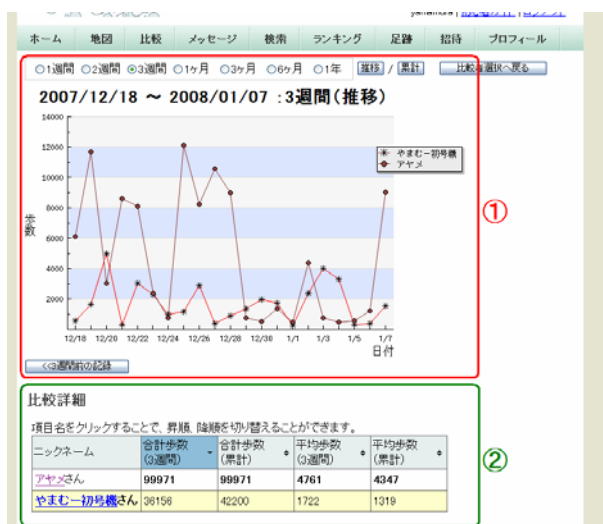 ホーム 地図 比較 メッセージ 検索 ランキング 足跡 招待 プロフィール
1週間 2週間 3週間 1ヶ月 3ヶ月 6ヶ月 1年 推移 / 累計 比較者選択へ戻る
2007/12/18 ～ 2008/01/07 :3週間(推移)
14000
12000
10000
8000
6000
4000
2000
歩数
やまむー初号機
アヤメ
①
12/18 12/20 12/22 12/24 12/26 12/28 12/30 1/1 1/3 1/5 1/7
日付
<<3週間前の記録
比較詳細
項目名をクリックすることで、昇順、降順を切り替えることができます。
ニックネーム 合計歩数(3週間) 合計歩数(累計) 平均歩数(3週間) 平均歩数(累計)
②
アヤメさん 99971 99971 4761 4347
やまむー初号機さん 36156 42200 1722 1319